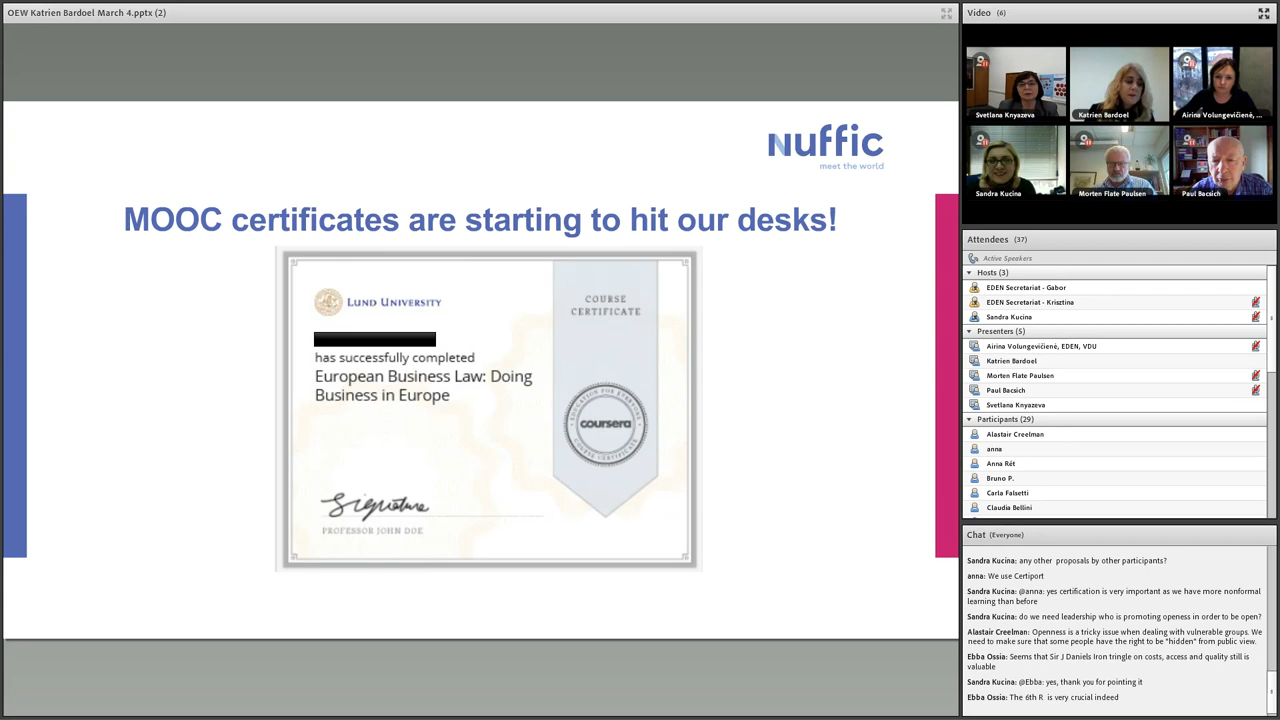 OEW Katrien Bardoel March 4.pptx (2)
nuffic
meet the world
MOOC certificates are starting to hit our desks!
LUND UNIVERSITY
has successfully completed
European Business Law: Doing
Business in Europe
COURSE
CERTIFICATE
EDUCATION FOR EVERYONE
coursera
COURSE CERTIFICATE
Signature
PROFESSOR JOHN DOE
Video (6)
Svetlana Knyazeva
Katrien Bardoel
Airina Volungevičienė, ...
Sandra Kucina
Morten Flate Paulsen
Paul Bacsich
Attendees (37)
Active Speakers
Hosts (3)
EDEN Secretariat - Gabor
EDEN Secretariat - Krisztina
Sandra Kucina
Presenters (5)
Airina Volungevičienė, EDEN, VDU
Katrien Bardoel
Morten Flate Paulsen
Paul Bacsich
Svetlana Knyazeva
Participants (29)
Alastair Creelman
anna
Anna Rét
Bruno P.
Carla Falsetti
Claudia Bellini
Chat (Everyone)
Sandra Kucina: any other proposals by other participants?
anna: We use Certiport
Sandra Kucina: @anna: yes certification is very important as we have more nonformal
learning than before
Sandra Kucina: do we need leadership who is promoting openess in order to be open?
Alastair Creelman: Openness is a tricky issue when dealing with vulnerable groups. We
need to make sure that some people have the right to be "hidden" from public view.
Ebba Ossia: Seems that Sir J Daniels Iron tringle on costs, access and quality still is
valuable
Sandra Kucina: @Ebba: yes, thank you for pointing it
Ebba Ossia: The 6th R is very crucial indeed